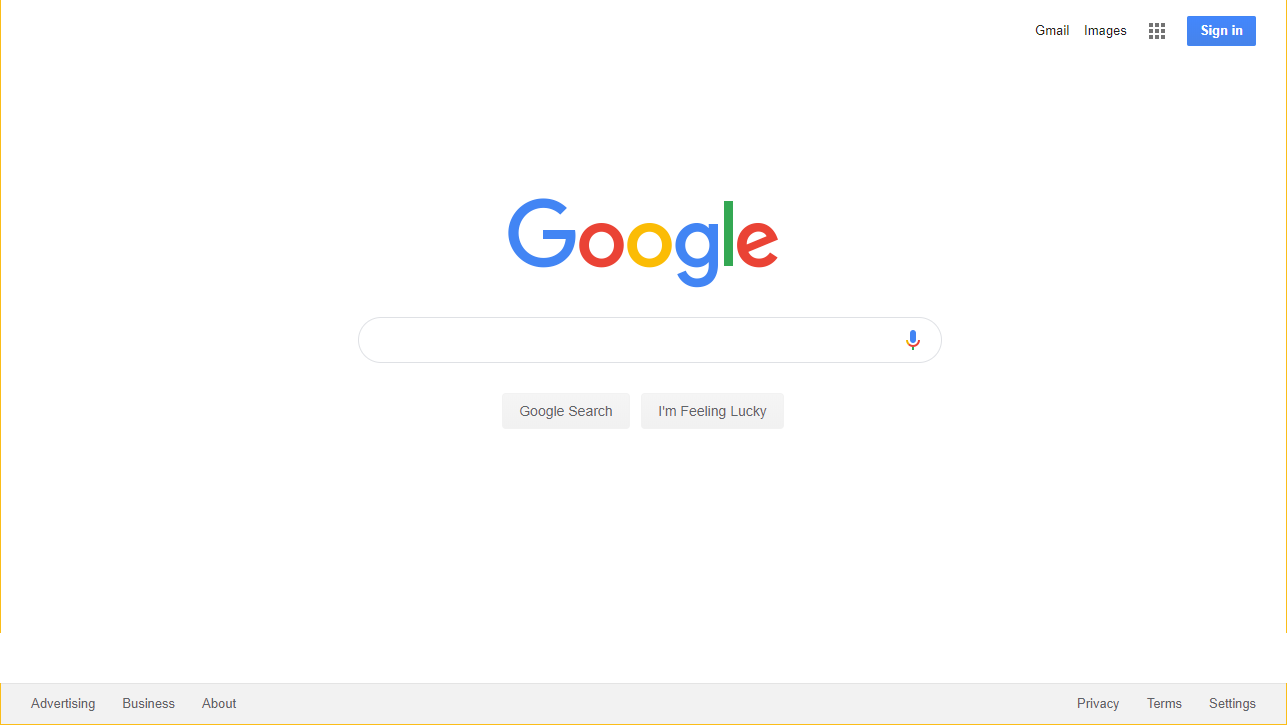 Gmail Images Sign in
Google
Google Search I'm Feeling Lucky
Advertising Business About Privacy Terms Settings